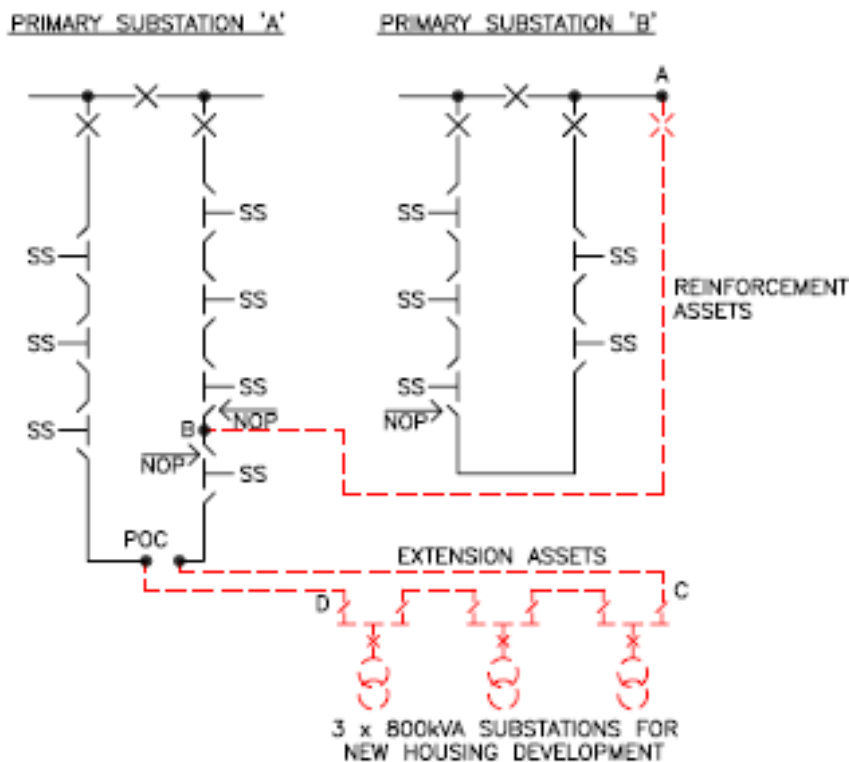 PRIMARY SUBSTATION 'A'
PRIMARY SUBSTATION 'B'
A
SS
SS
SS
SS
SS
SS
REINFORCEMENT
ASSETS
SS
SS
SS
SS
SS
NOP
NOP
SS
B
NOP
SS
POC
EXTENSION ASSETS
D
C
3 x 800kVA SUBSTATIONS FOR
NEW HOUSING DEVELOPMENT